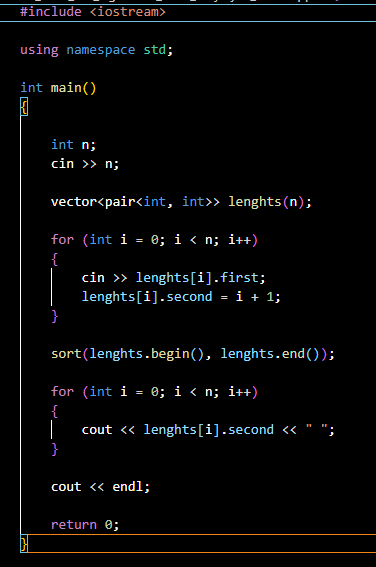 #include <iostream>
using namespace std;
int main()
{
int n;
cin >> n;
vector<pair<int, int>> lenghts(n);
for (int i = 0; i < n; i++)
{
cin >> lenghts[i].first;
lenghts[i].second = i + 1;
}
sort(lenghts.begin(), lenghts.end());
for (int i = 0; i < n; i++)
{
cout << lenghts[i].second << " ";
}
cout << endl;
return 0;
}